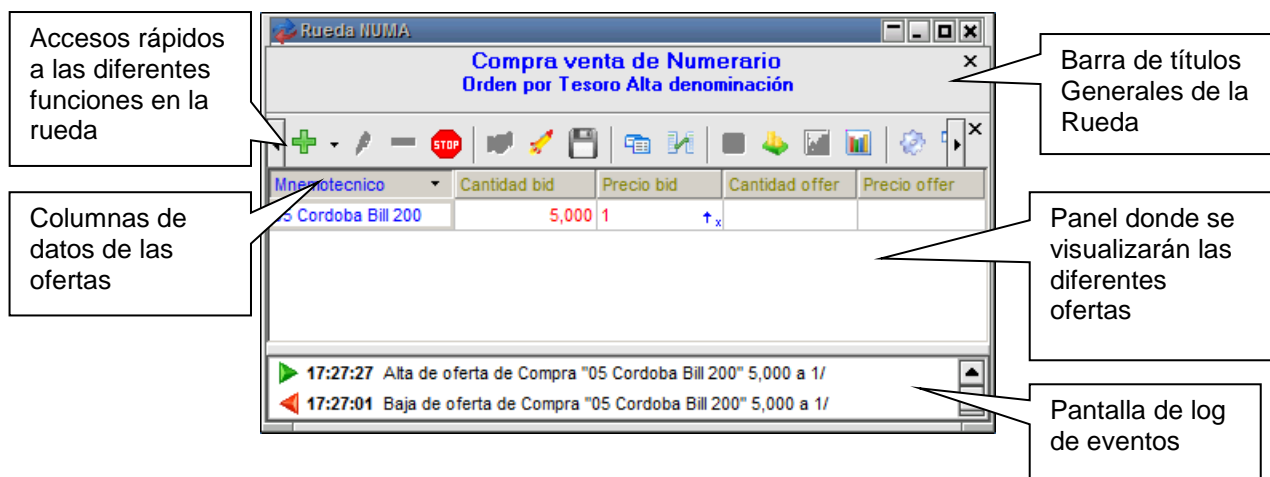 Accesos rápidos
a las diferentes
funciones en la
rueda
Columnas de
datos de las
ofertas
Rueda NUMA
Compra venta de Numerario
Orden por Tesoro Alta denominación
STOP
Mnemotecnico Cantidad bid Precio bid Cantidad offer Precio offer
05 Cordoba Bill 200 5,000 1 x
17:27:27 Alta de oferta de Compra "05 Cordoba Bill 200" 5,000 a 1/
17:27:01 Baja de oferta de Compra "05 Cordoba Bill 200" 5,000 a 1/
Barra de títulos
Generales de la
Rueda
Panel donde se
visualizarán las
diferentes
ofertas
Pantalla de log
de eventos